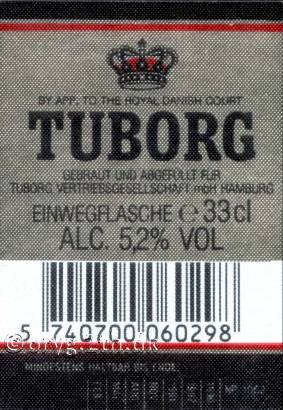 BY APP. TO THE ROYAL DANISH COURT
TUBORG
GEBRAUT UND ABGEFÜLLT FÜR
TUBORG VERTRIEBSGESELLSCHAFT mbH HAMBURG
EINWEGFLASCHE ℮ 33 cl
ALC. 5,2% VOL
5 740700 060298
MINDESTENS HALTBAR BIS ENDE: